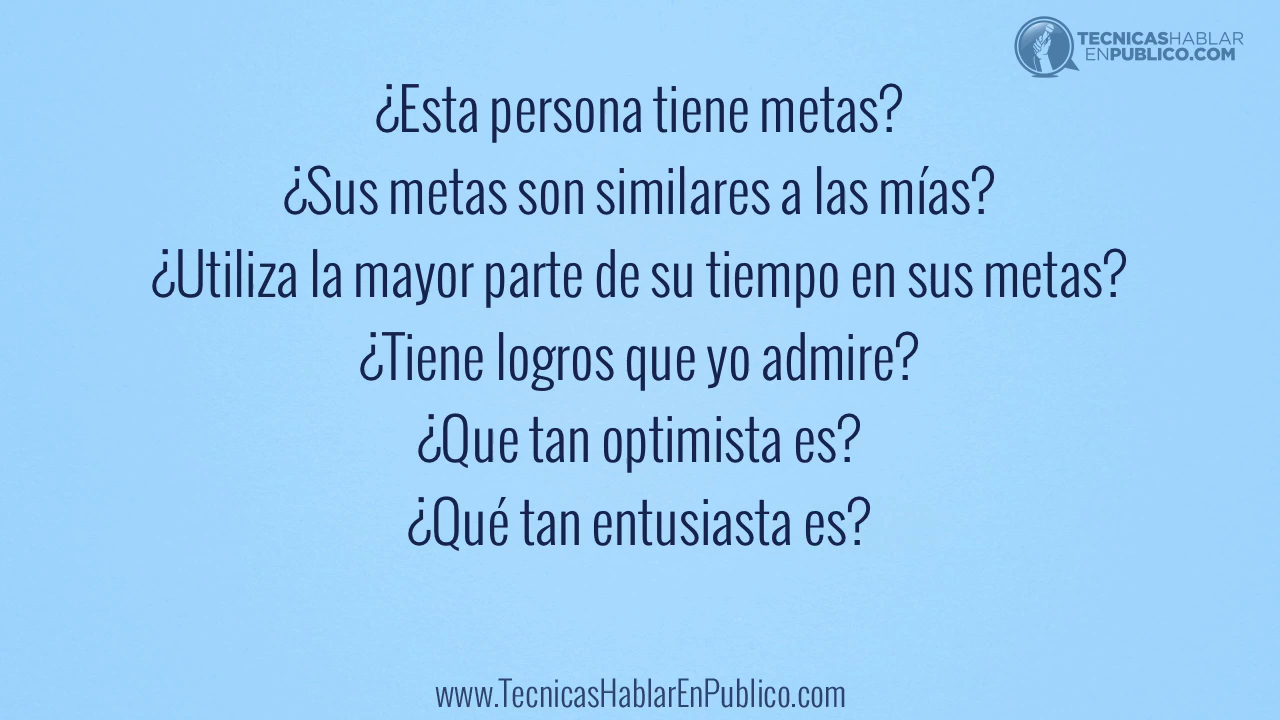 TECNICASHABLAR
ENPUBLICO.COM
¿Esta persona tiene metas?
¿Sus metas son similares a las mías?
¿Utiliza la mayor parte de su tiempo en sus metas?
¿Tiene logros que yo admire?
¿Que tan optimista es?
¿Qué tan entusiasta es?
www.TecnicasHablarEnPublico.com